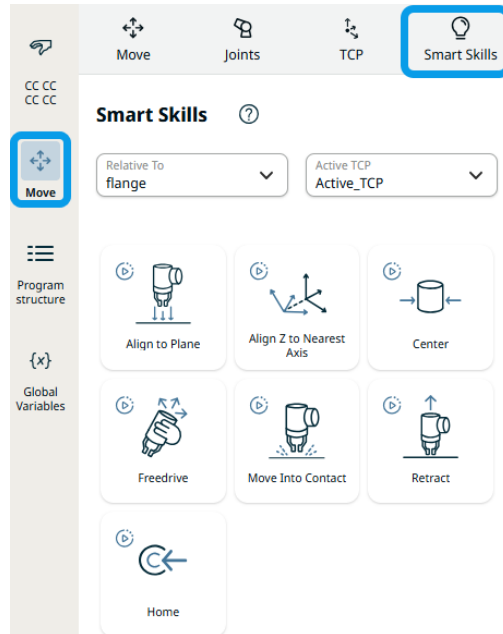 Move
Joints
TCP
Smart Skills
CC CC
CC CC
Smart Skills
?
Move
Relative To
flange
Active TCP
Active_TCP
Program
structure
Align to Plane
Align Z to Nearest
Axis
Center
{x}
Global
Variables
Freedrive
Move Into Contact
Retract
Home